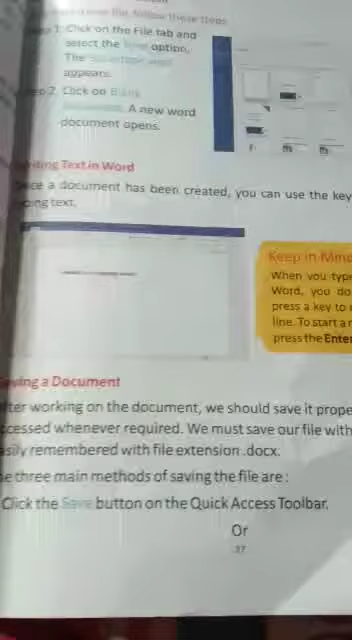 1: Click on the File tab and
select the New option.
The
appears.
2: Click on Blank
A new word
document opens.
Text in Word
a document has been created, you can use the key
text.
Keep in Mind
When you type
Word, you do
press a key to
line. To start a
press the Enter
Saving a Document
After working on the document, we should save it prope
accessed whenever required. We must save our file with
easily remembered with file extension .docx.
The three main methods of saving the file are :
Click the Save button on the Quick Access Toolbar.
Or
37